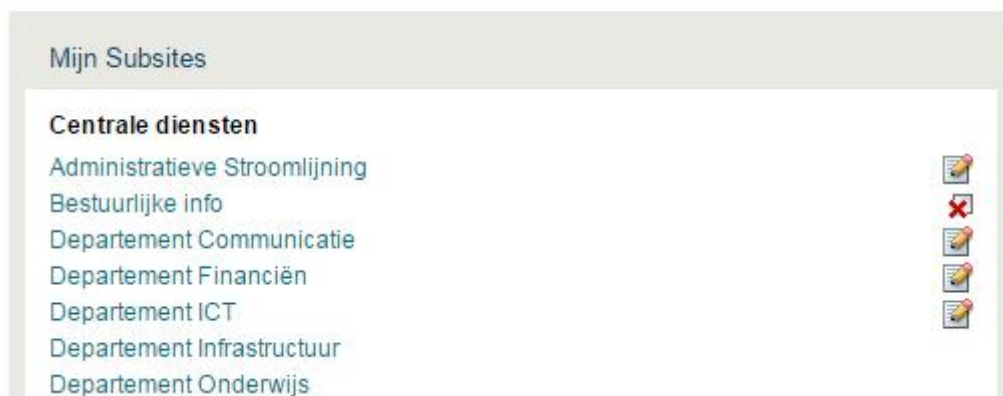 Mijn Subsites
Centrale diensten
Administratieve Stroomlijning
Bestuurlijke info
Departement Communicatie
Departement Financiën
Departement ICT
Departement Infrastructuur
Departement Onderwijs